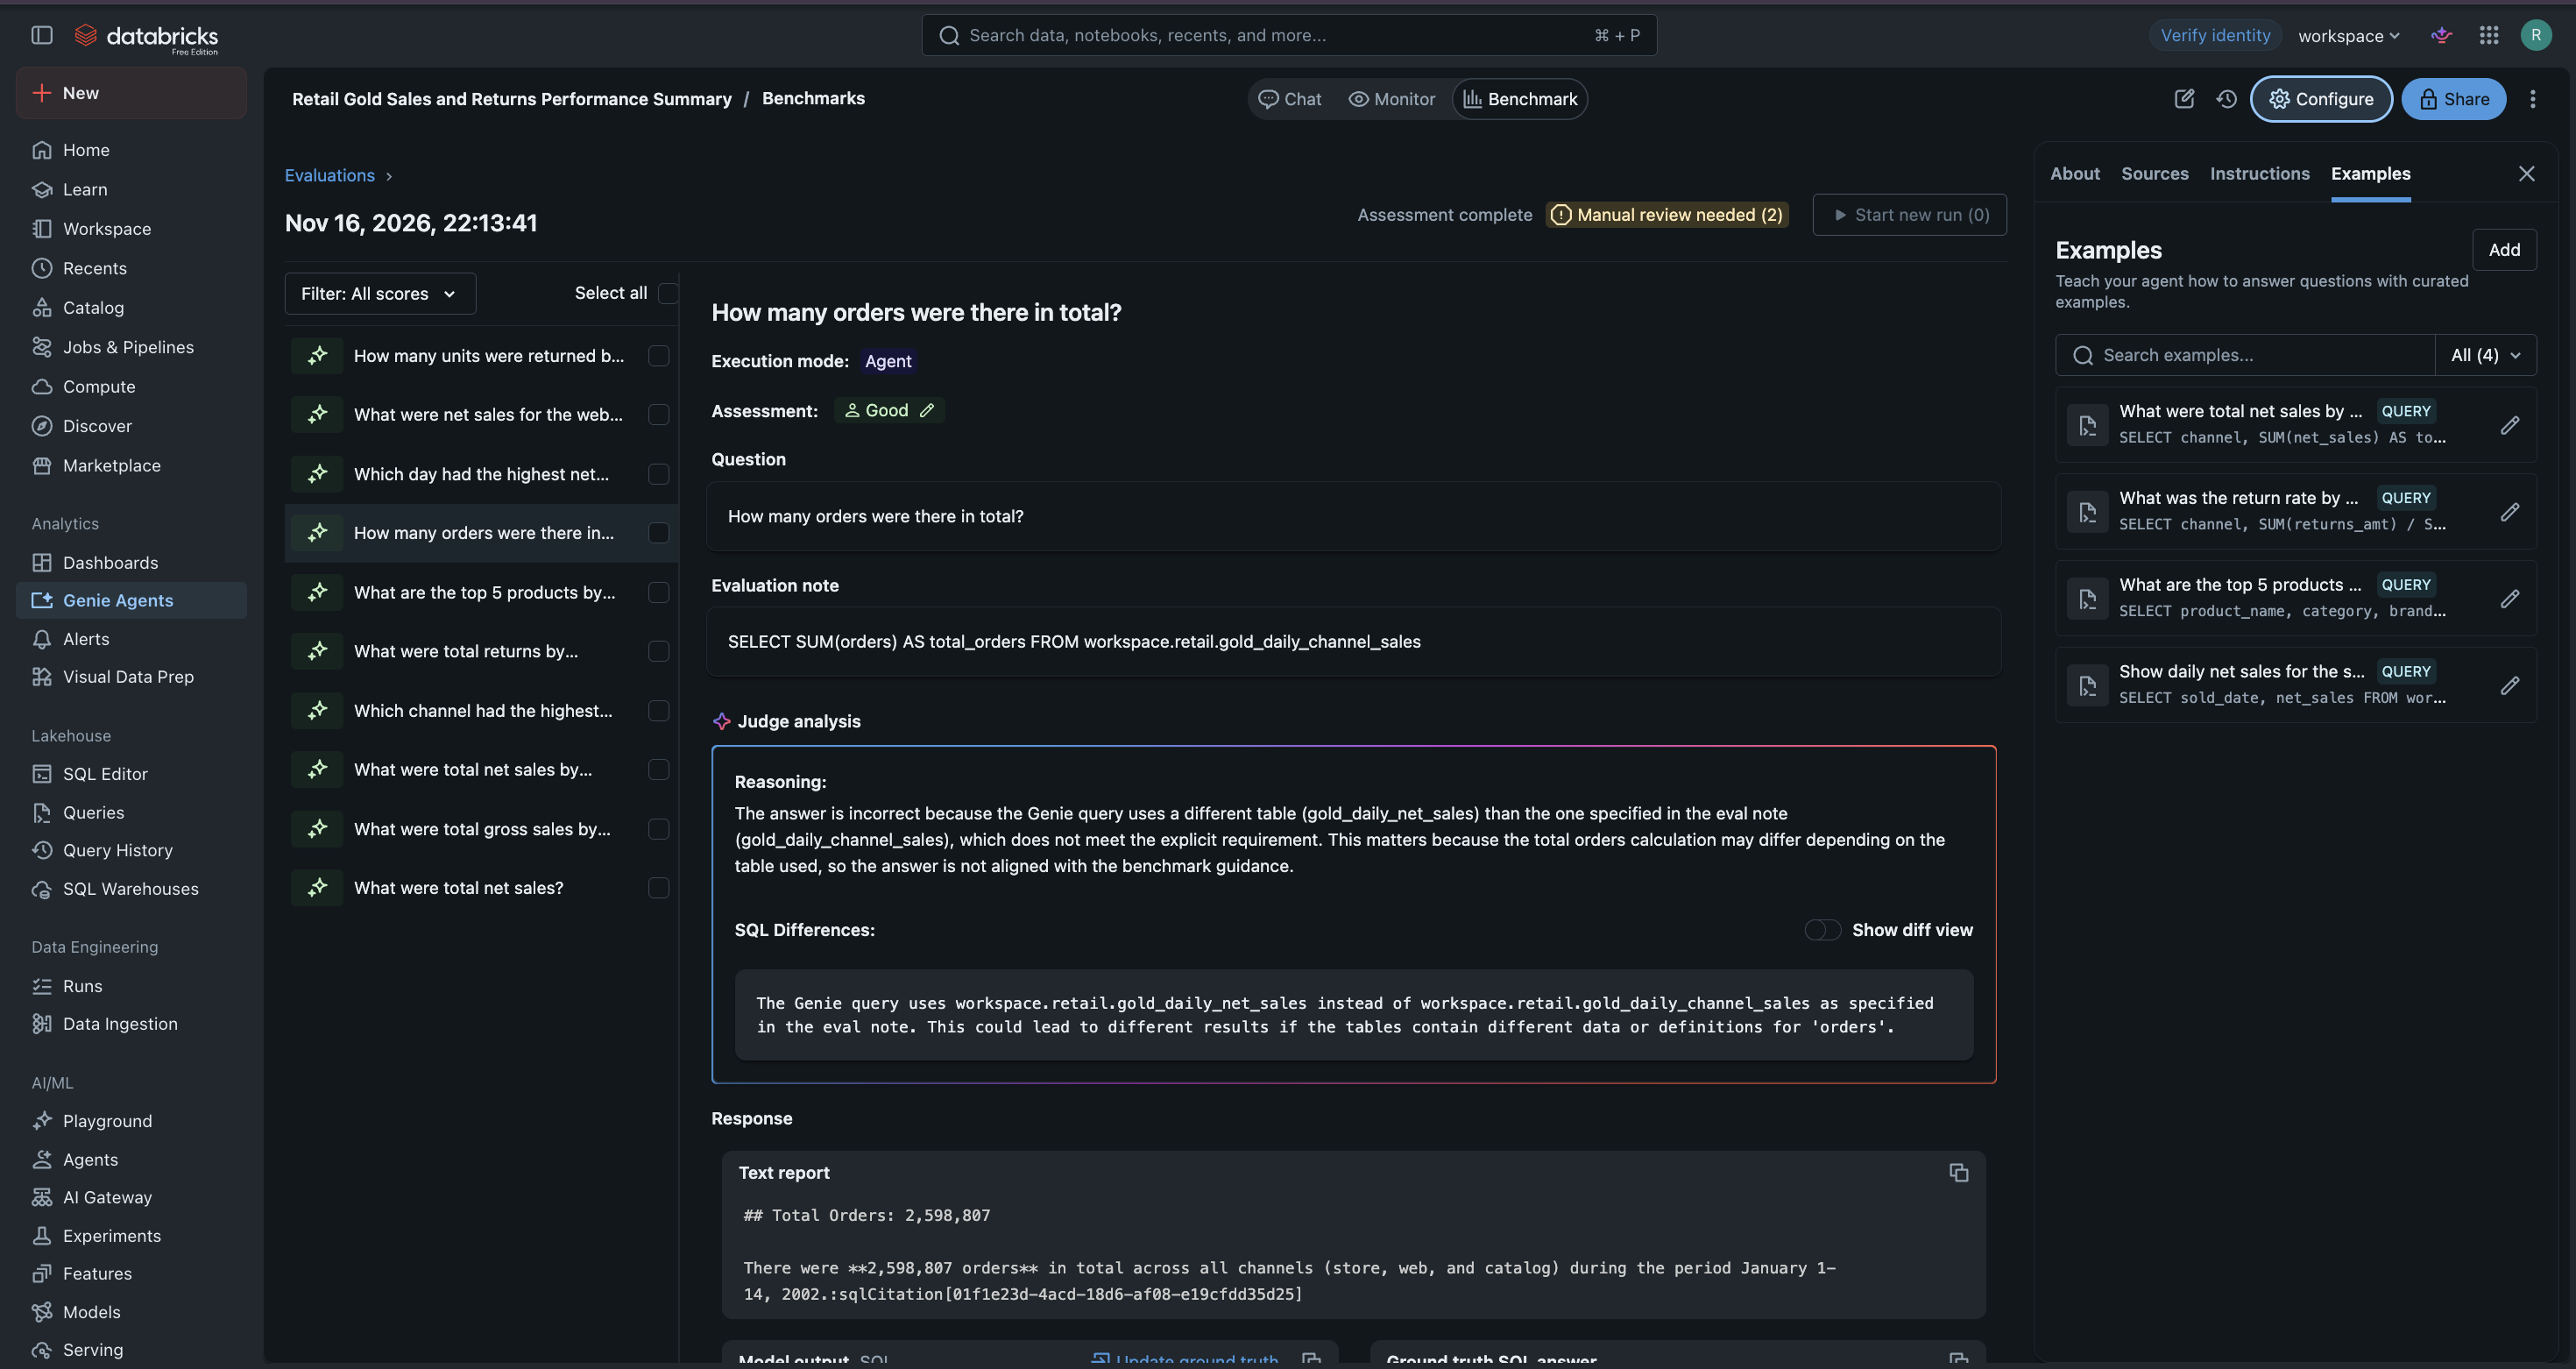 databricks
Free Edition
Search data, notebooks, recents, and more...
⌘ + P
Verify identity
workspace
R
New
Home
Learn
Workspace
Recents
Catalog
Jobs & Pipelines
Compute
Discover
Marketplace
Analytics
Dashboards
Genie Agents
Alerts
Visual Data Prep
Lakehouse
SQL Editor
Queries
Query History
SQL Warehouses
Data Engineering
Runs
Data Ingestion
AI/ML
Playground
Agents
AI Gateway
Experiments
Features
Models
Serving
Retail Gold Sales and Returns Performance Summary / Benchmarks
Chat
Monitor
Benchmark
Configure
Share
Evaluations >
Nov 16, 2026, 22:13:41
Assessment complete
Manual review needed (2)
Start new run (0)
Filter: All scores
Select all
How many units were returned b...
What were net sales for the web...
Which day had the highest net...
How many orders were there in...
What are the top 5 products by...
What were total returns by...
Which channel had the highest...
What were total net sales by...
What were total gross sales by...
What were total net sales?
How many orders were there in total?
Execution mode: Agent
Assessment: Good
Question
How many orders were there in total?
Evaluation note
SELECT SUM(orders) AS total_orders FROM workspace.retail.gold_daily_channel_sales
Judge analysis
Reasoning:
The answer is incorrect because the Genie query uses a different table (gold_daily_net_sales) than the one specified in the eval note
(gold_daily_channel_sales), which does not meet the explicit requirement. This matters because the total orders calculation may differ depending on the
table used, so the answer is not aligned with the benchmark guidance.
SQL Differences:
Show diff view
The Genie query uses workspace.retail.gold_daily_net_sales instead of workspace.retail.gold_daily_channel_sales as specified
in the eval note. This could lead to different results if the tables contain different data or definitions for 'orders'.
Response
Text report
## Total Orders: 2,598,807
There were **2,598,807 orders** in total across all channels (store, web, and catalog) during the period January 1–
14, 2002.:sqlCitation[01f1e23d-4acd-18d6-af08-e19cfdd35d25]
Model output SQL
Update ground truth
Ground truth SQL answer
About
Sources
Instructions
Examples
Examples
Add
Teach your agent how to answer questions with curated
examples.
Search examples...
All (4)
What were total net sales by ... QUERY
SELECT channel, SUM(net_sales) AS to...
What was the return rate by ... QUERY
SELECT channel, SUM(returns_amt) / S...
What are the top 5 products ... QUERY
SELECT product_name, category, brand...
Show daily net sales for the s... QUERY
SELECT sold_date, net_sales FROM wor...